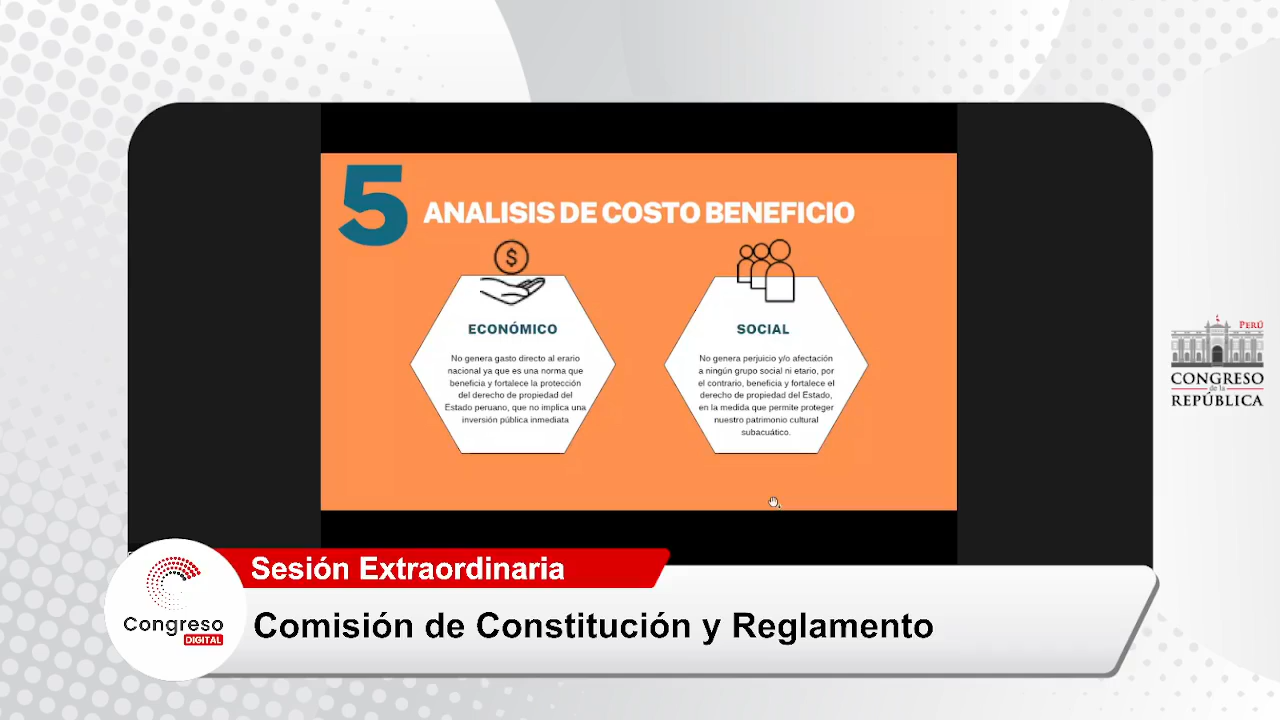 5
ANALISIS DE COSTO BENEFICIO
$
ECONÓMICO
No genera gasto directo al erario
nacional ya que es una norma que
beneficia y fortalece la protección
del derecho de propiedad del
Estado peruano, que no implica una
inversión pública inmediata
SOCIAL
No genera perjuicio y/o afectación
a ningún grupo social ni etario, por
el contrario, beneficia y fortalece el
derecho de propiedad del Estado,
en la medida que permite proteger
nuestro patrimonio cultural
subacuático.
PERÚ
CONGRESO
de la
REPÚBLICA
Sesión Extraordinaria
Congreso
DIGITAL
Comisión de Constitución y Reglamento